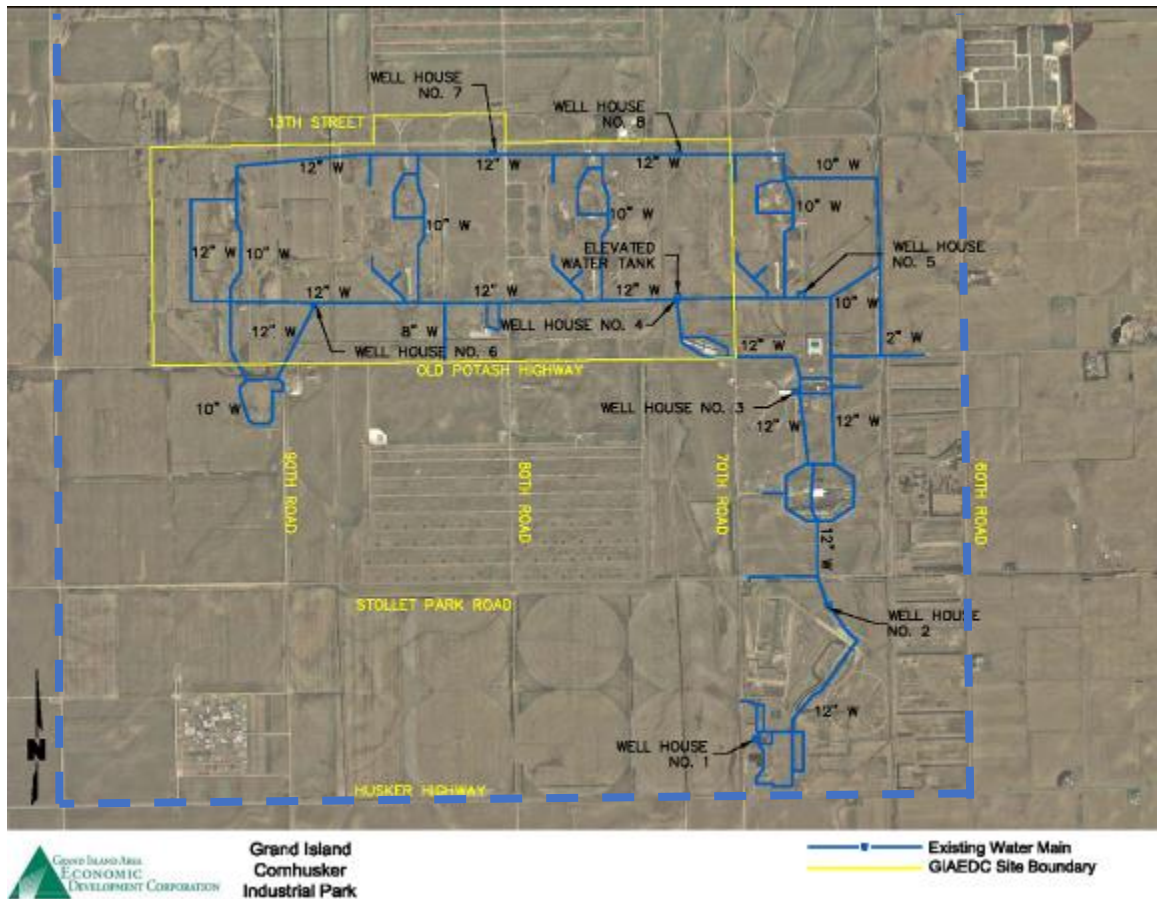 WELL HOUSE
NO. 7
WELL HOUSE
NO. 8
13TH STREET
12" W
12" W
12" W
10" W
10" W
10" W
10" W
12" W
10" W
ELEVATED
WATER TANK
WELL HOUSE
NO. 5
12" W
12" W
12" W
10" W
12" W
8" W
WELL HOUSE NO. 4
12" W
2" W
WELL HOUSE NO. 6
OLD POTASH HIGHWAY
10" W
WELL HOUSE NO. 3
12" W
12" W
90TH ROAD
80TH ROAD
70TH ROAD
60TH ROAD
12" W
STOLLET PARK ROAD
WELL HOUSE
NO. 2
12" W
WELL HOUSE
NO. 1
HUSKER HIGHWAY
N
GRAND ISLAND AREA
ECONOMIC
DEVELOPMENT CORPORATION
Grand Island
Cornhusker
Industrial Park
Existing Water Main
GIAEDC Site Boundary